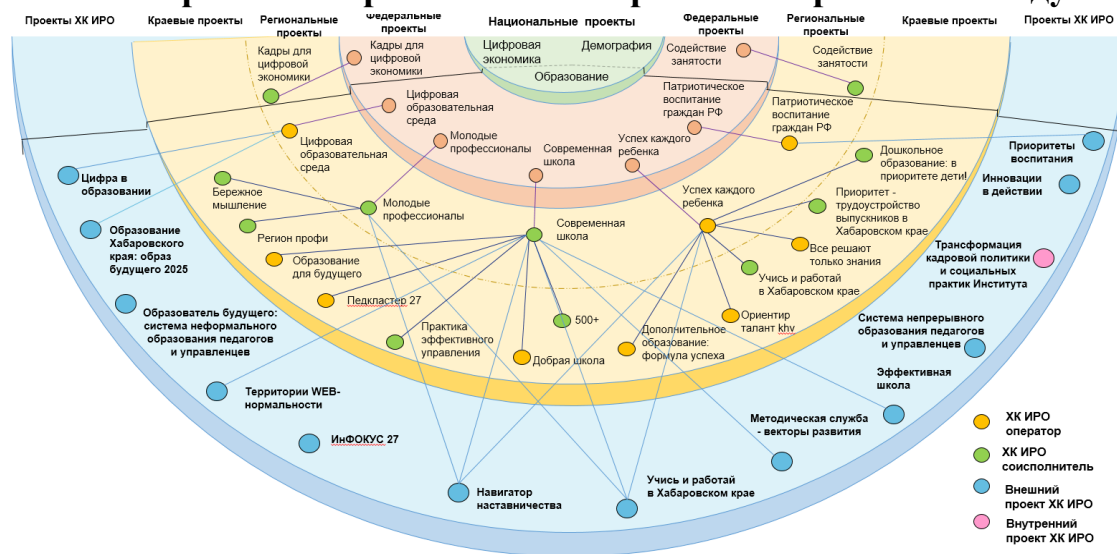 Проекты ХК ИРО
Краевые проекты
Региональные
проекты
Федеральные
проекты
Национальные проекты
Федеральные
проекты
Региональные
проекты
Краевые проекты
Проекты ХК ИРО
Кадры для
цифровой
экономики
Кадры для
цифровой
экономики
Цифровая
экономика
Демография
Образование
Содействие
занятости
Содействие
занятости
Цифровая
образовательная
среда
Патриотическое
воспитание
граждан РФ
Патриотическое
воспитание
граждан РФ
Цифровая
образовательная
среда
Молодые
профессионалы
Современная
школа
Успех каждого
ребенка
Дошкольное
образование: в
приоритете дети!
Приоритеты
воспитания
Цифра в
образовании
Бережное
мышление
Молодые
профессионалы
Успех каждого
ребенка
Приоритет -
трудоустройство
выпускников в
Хабаровском крае
Инновации
в действии
Образование
Хабаровского
края: образ
будущего 2025
Регион профи
Современная
школа
Все решают
только знания
Трансформация
кадровой политики
и социальных
практик Института
Образование
для будущего
Учись и работай
в Хабаровском крае
Педкластер 27
Образователь будущего:
система неформального
образования педагогов
и управленцев
Практика
эффективного
управления
500+
Добрая школа
Дополнительное
образование:
формула успеха
Ориентир
талант khv
Система непрерывного
образования педагогов
и управленцев
Эффективная
школа
Территории WEB-
нормальности
Методическая служба
- векторы развития
ИнФОКУС 27
Навигатор
наставничества
Учись и работай
в Хабаровском крае
ХК ИРО
оператор
ХК ИРО
соисполнитель
Внешний
проект ХК ИРО
Внутренний
проект ХК ИРО